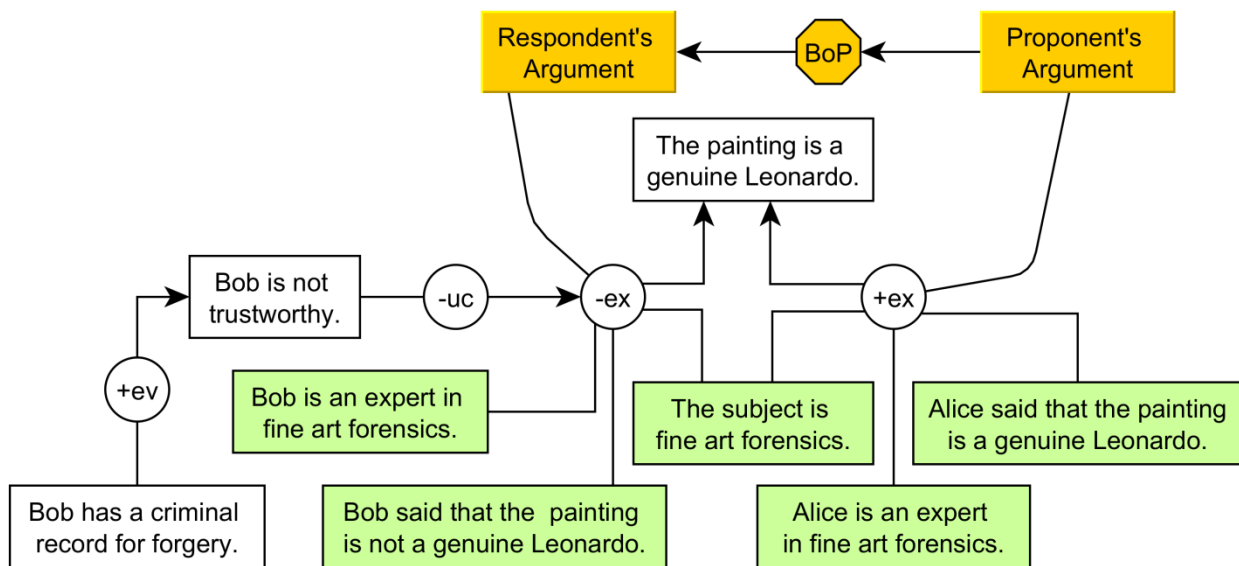 Respondent's
Argument
BoP
Proponent's
Argument
The painting is a
genuine Leonardo.
Bob is not
trustworthy.
-uc
-ex
+ex
+ev
Bob is an expert in
fine art forensics.
The subject is
fine art forensics.
Alice said that the painting
is a genuine Leonardo.
Bob has a criminal
record for forgery.
Bob said that the painting
is not a genuine Leonardo.
Alice is an expert
in fine art forensics.